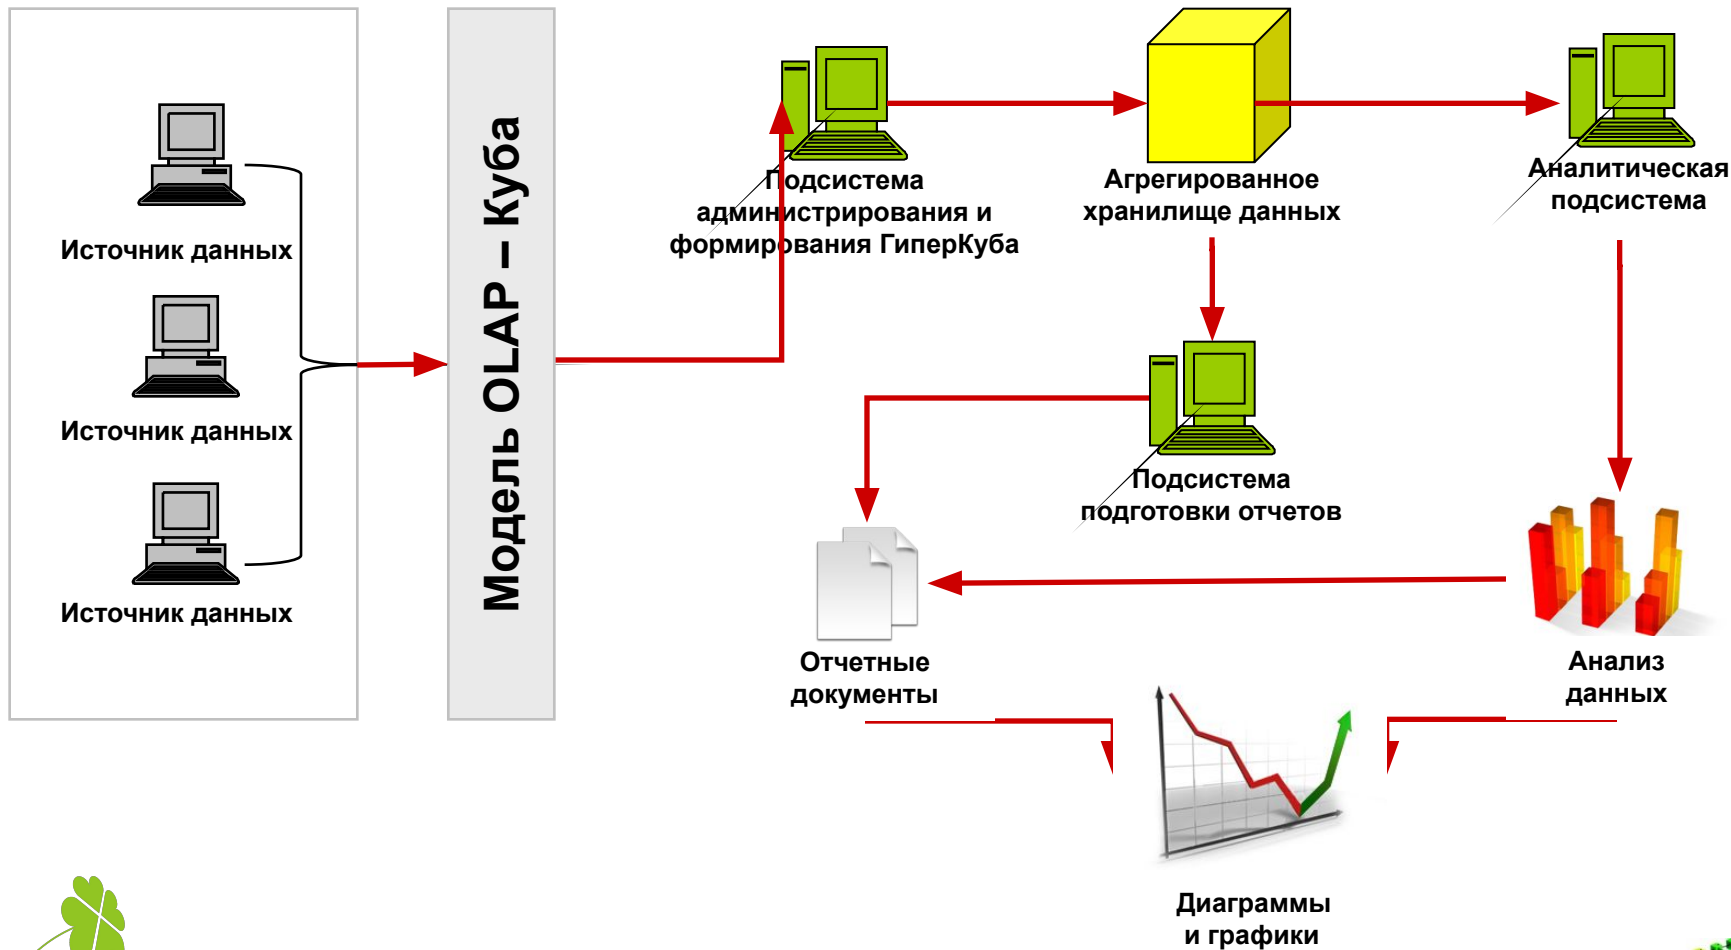 Источник данных
Источник данных
Источник данных
Модель OLAP – Куба
Подсистема
администрирования и
формирования ГиперКуба
Агрегированное
хранилище данных
Аналитическая
подсистема
Подсистема
подготовки отчетов
Отчетные
документы
Анализ
данных
Диаграммы
и графики